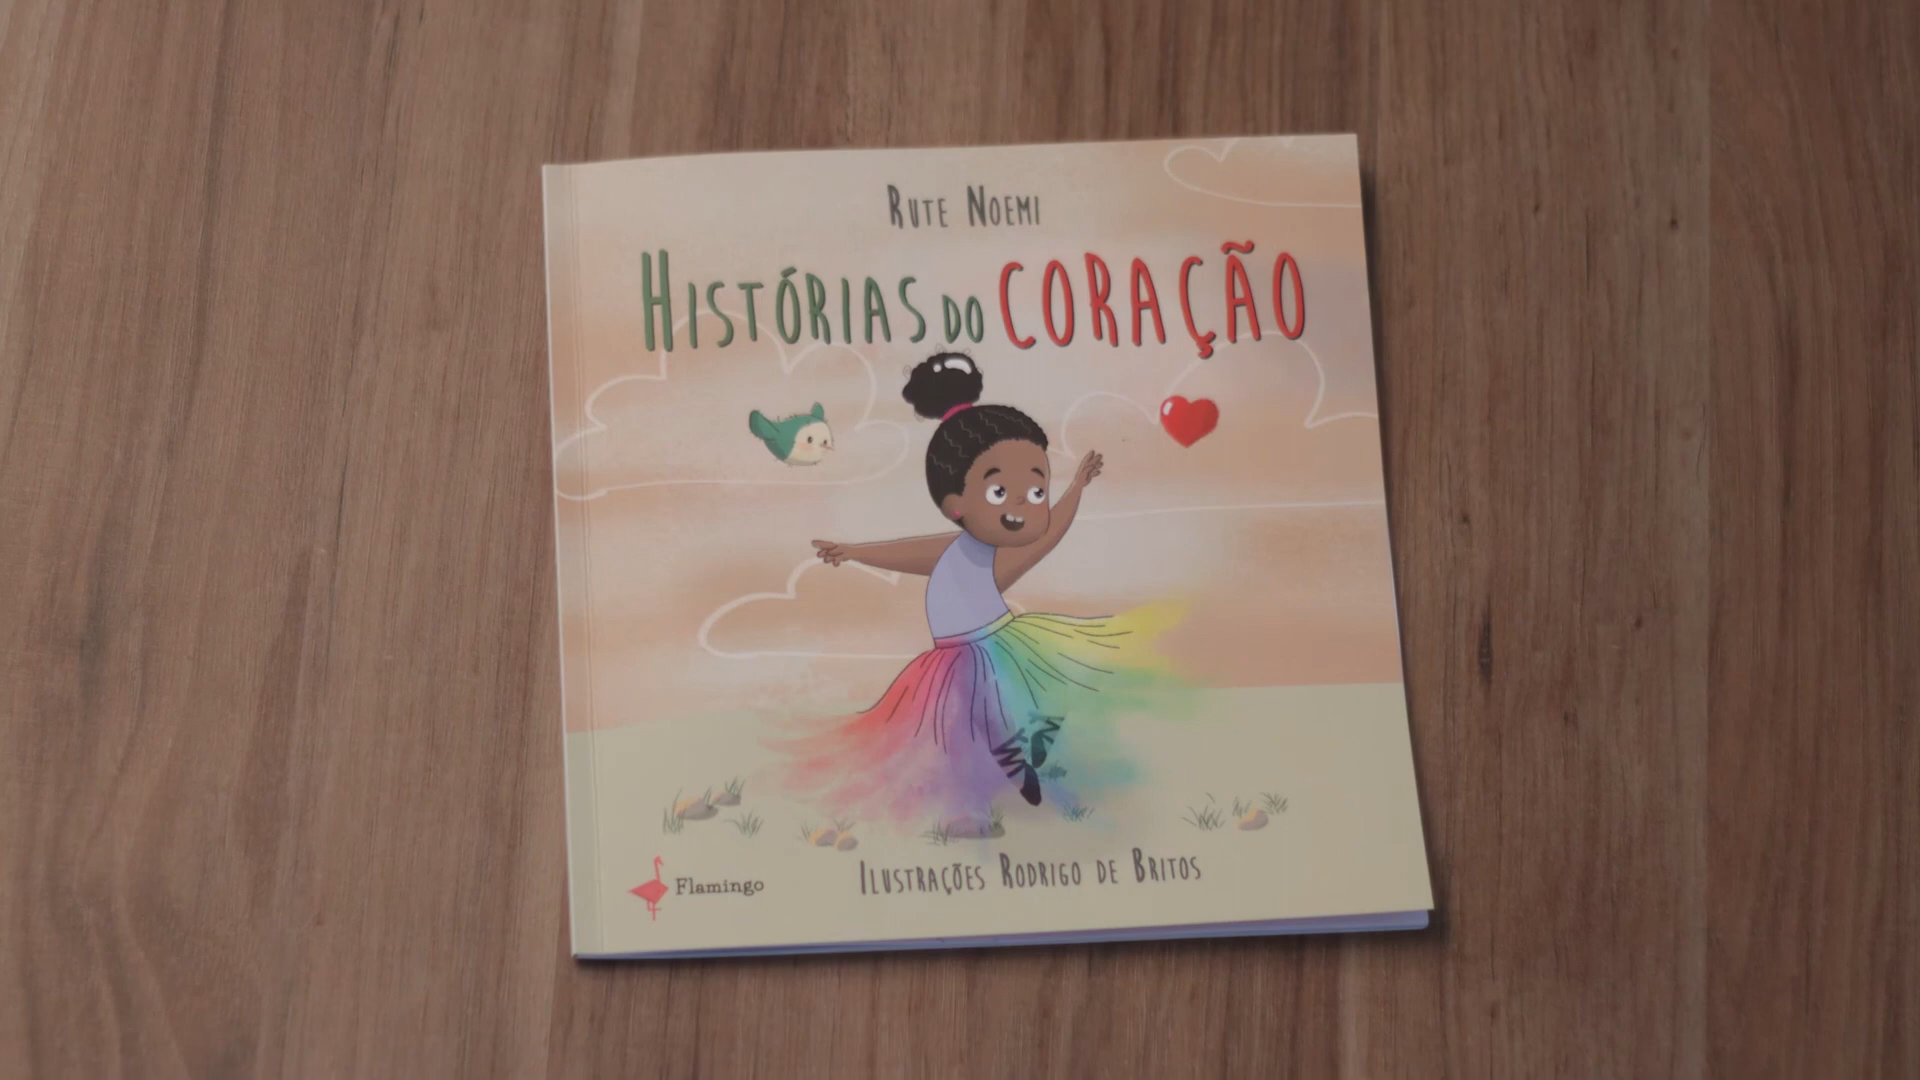 Rute Noemi
Histórias do CORAÇÃO
Flamingo
Ilustrações Rodrigo de Britos